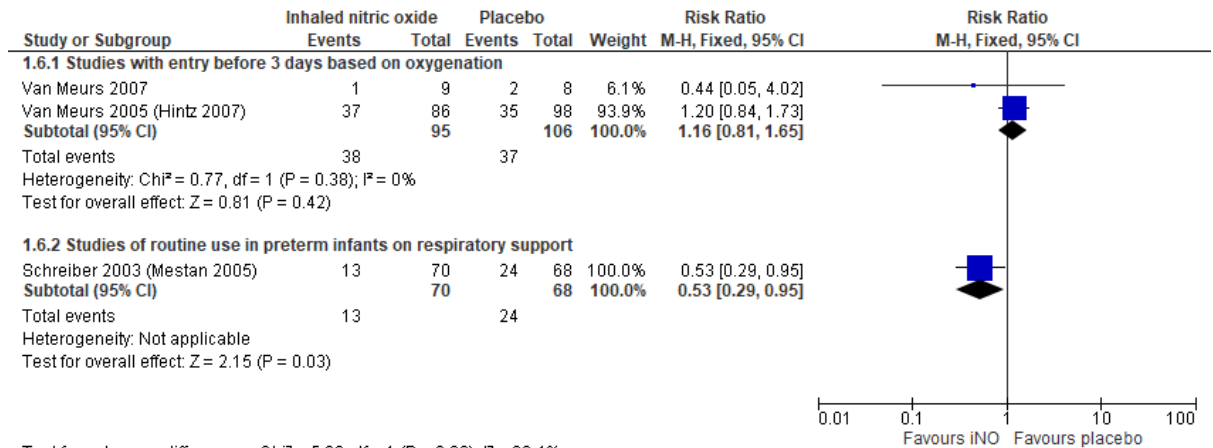 Inhaled nitric oxide Placebo Risk Ratio Risk Ratio
Study or Subgroup Events Total Events Total Weight M-H, Fixed, 95% CI M-H, Fixed, 95% CI
1.6.1 Studies with entry before 3 days based on oxygenation
Van Meurs 2007 1 9 2 8 6.1% 0.44 [0.05, 4.02]
Van Meurs 2005 (Hintz 2007) 37 86 35 98 93.9% 1.20 [0.84, 1.73]
Subtotal (95% CI) 95 106 100.0% 1.16 [0.81, 1.65]
Total events 38 37
Heterogeneity: Chi² = 0.77, df = 1 (P = 0.38); I² = 0%
Test for overall effect: Z = 0.81 (P = 0.42)
1.6.2 Studies of routine use in preterm infants on respiratory support
Schreiber 2003 (Mestan 2005) 13 70 24 68 100.0% 0.53 [0.29, 0.95]
Subtotal (95% CI) 70 68 100.0% 0.53 [0.29, 0.95]
Total events 13 24
Heterogeneity: Not applicable
Test for overall effect: Z = 2.15 (P = 0.03)
0.01 0.1 1 10 100
Favours iNO Favours placebo